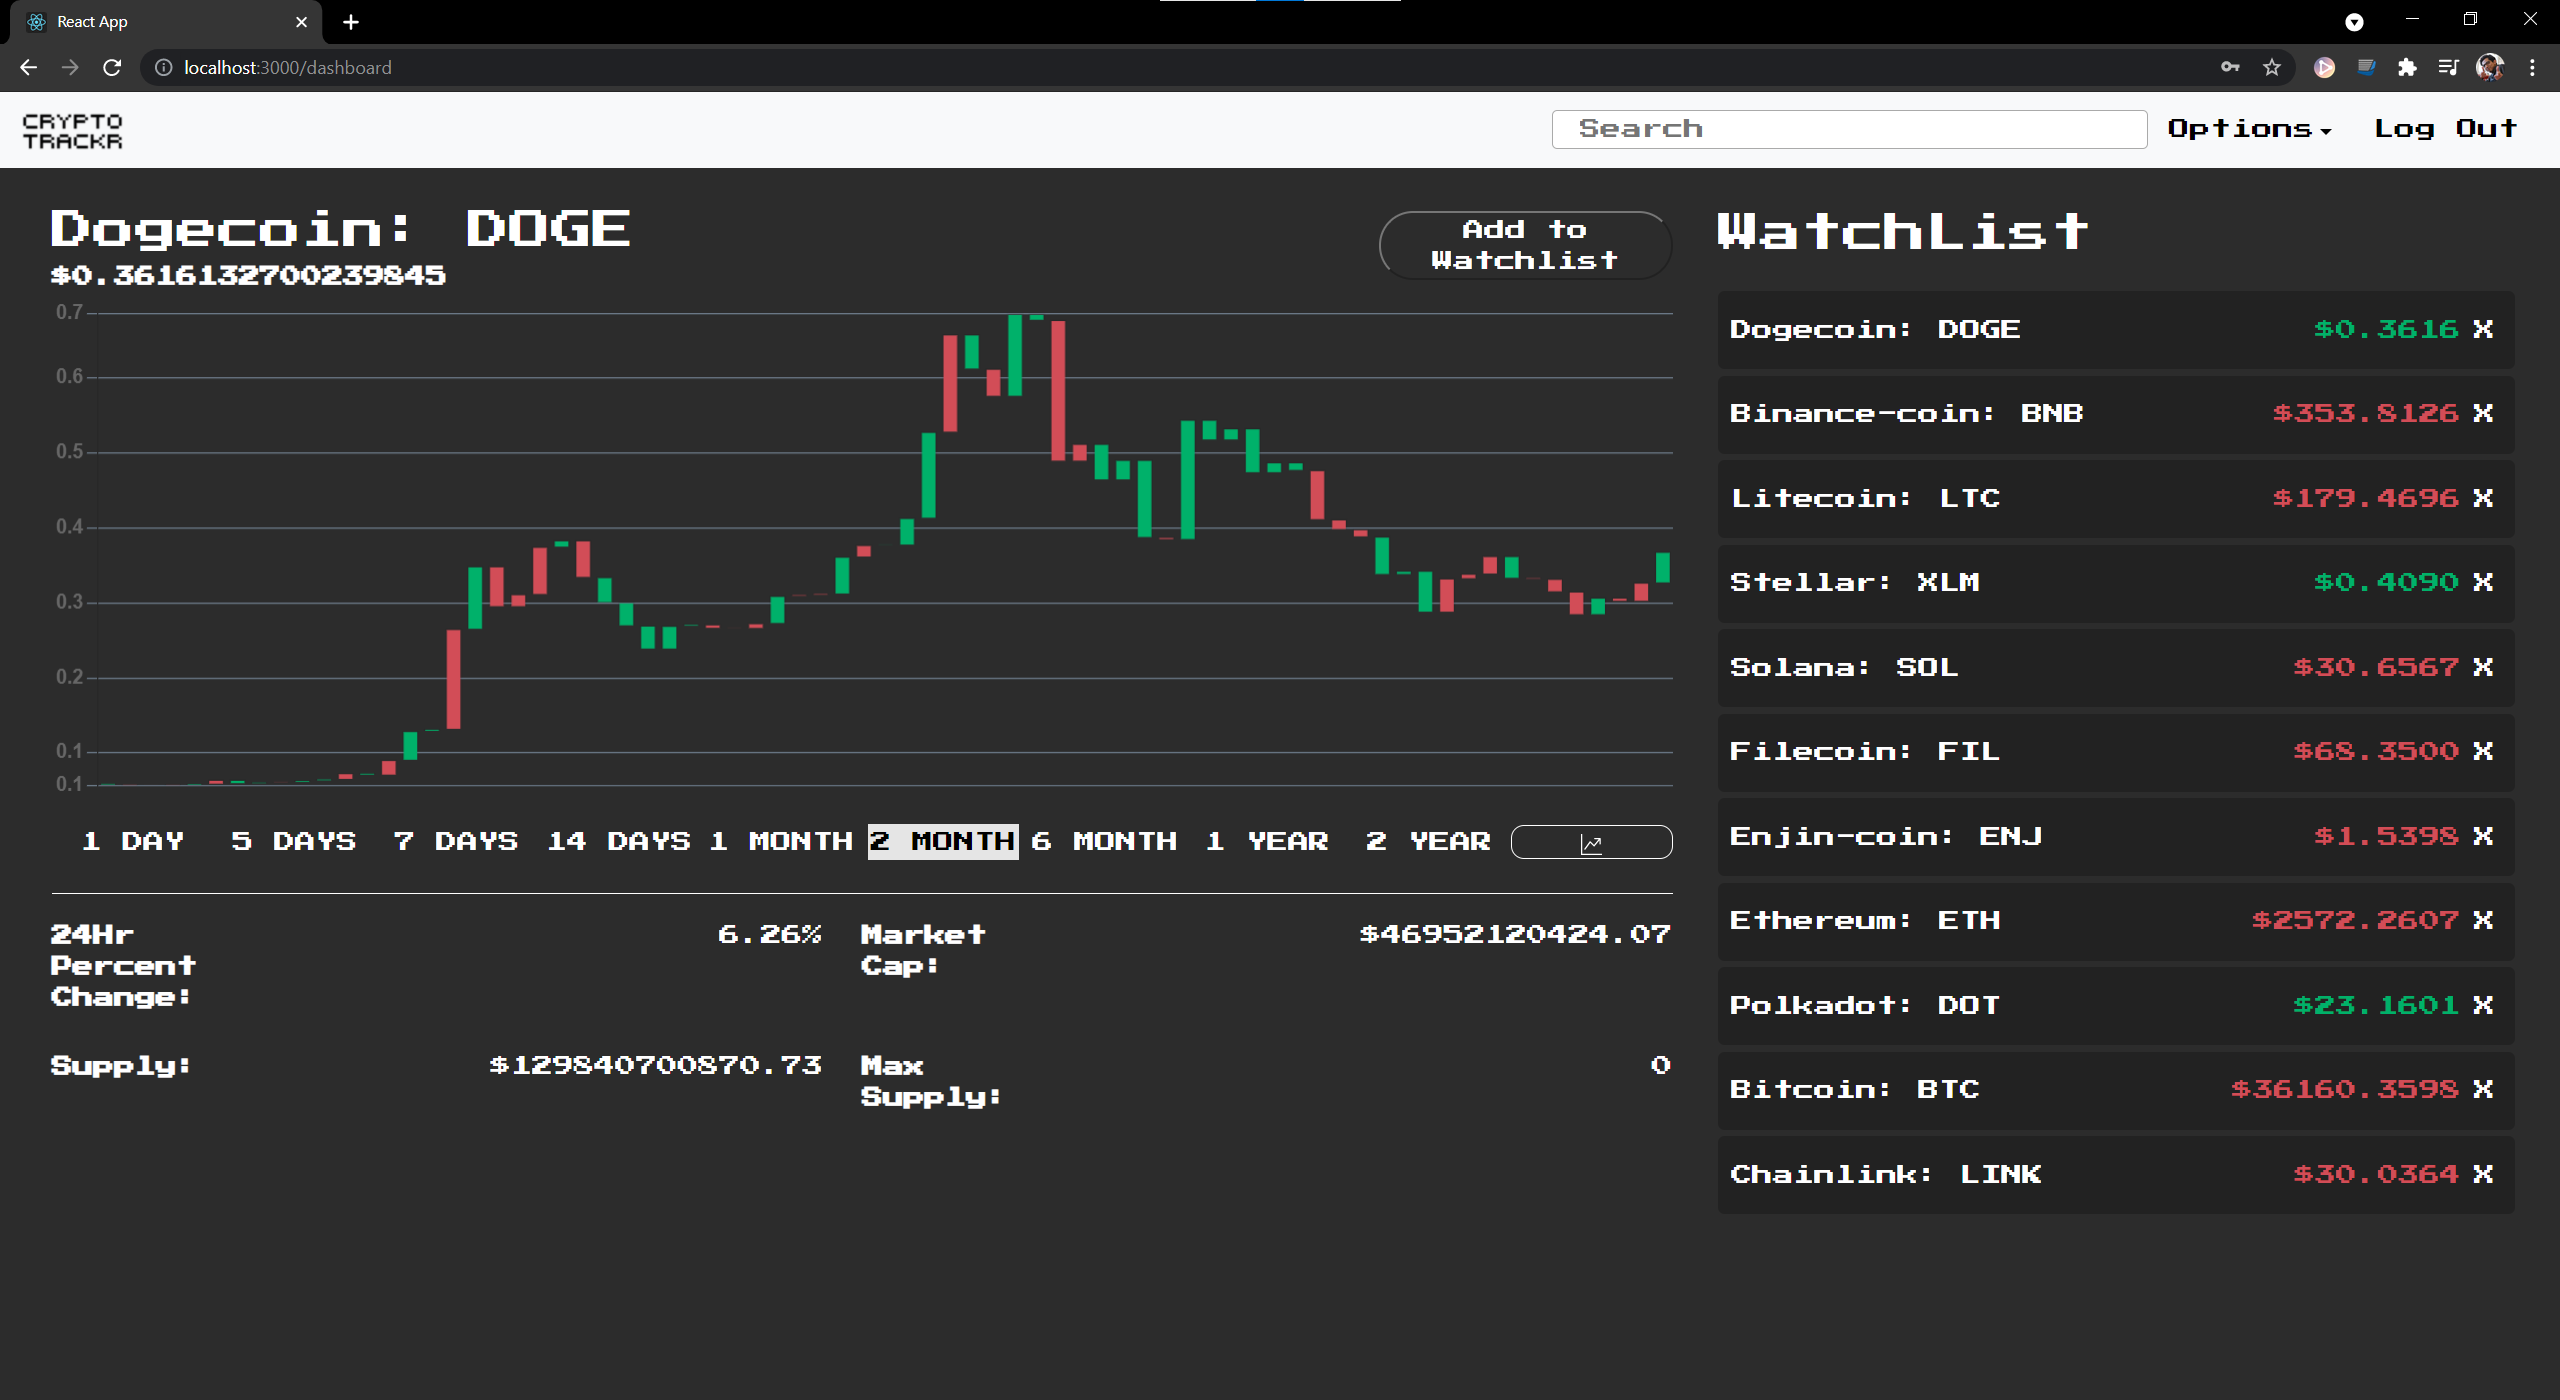 React App
localhost:3000/dashboard
CRYPTO
TRACKR
Search
Options
Log Out
Dogecoin: DOGE
$0.3616132700239845
Add to
Watchlist
0.7
0.6
0.5
0.4
0.3
0.2
0.1
0.1
1 DAY
5 DAYS
7 DAYS
14 DAYS
1 MONTH
2 MONTH
6 MONTH
1 YEAR
2 YEAR
24Hr
Percent
Change:
6.26%
Market
Cap:
$46952120424.07
Supply:
$129840700870.73
Max
Supply:
0
WatchList
Dogecoin: DOGE $0.3616 X
Binance-coin: BNB $353.8126 X
Litecoin: LTC $179.4696 X
Stellar: XLM $0.4090 X
Solana: SOL $30.6567 X
Filecoin: FIL $68.3500 X
Enjin-coin: ENJ $1.5398 X
Ethereum: ETH $2572.2607 X
Polkadot: DOT $23.1601 X
Bitcoin: BTC $36160.3598 X
Chainlink: LINK $30.0364 X